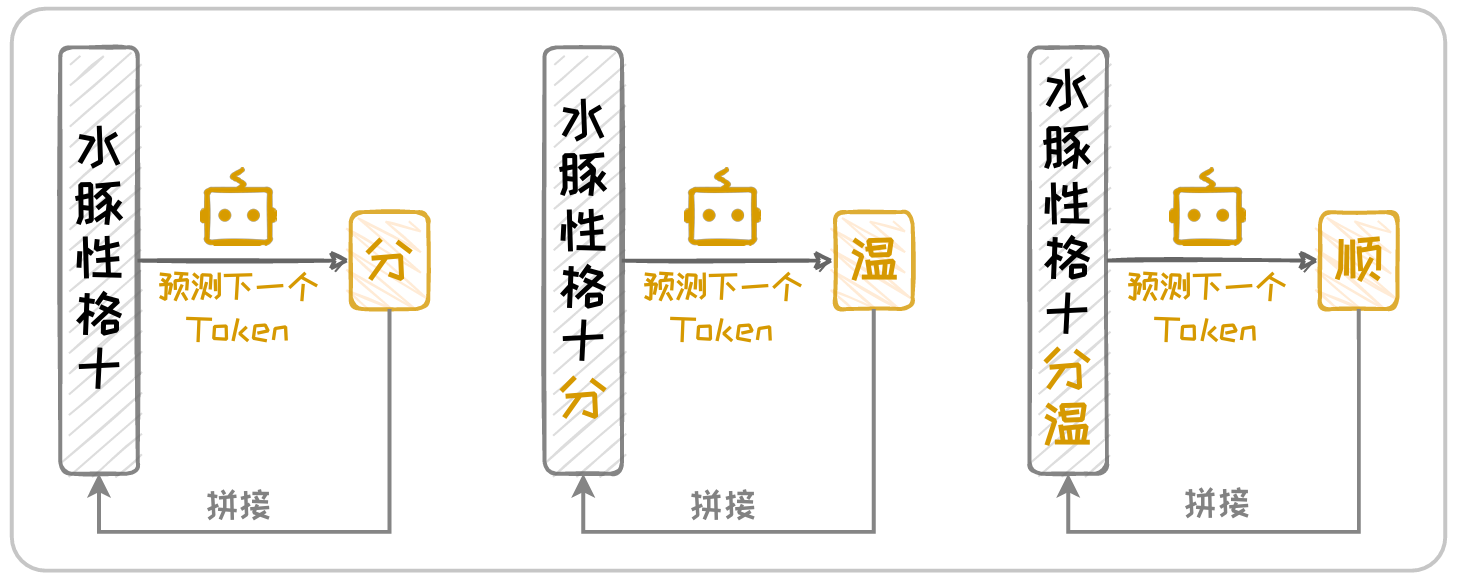 水豚性格十
预测下一个
Token
分
拼接
水豚性格十分
预测下一个
Token
温
拼接
水豚性格十分温
预测下一个
Token
顺
拼接